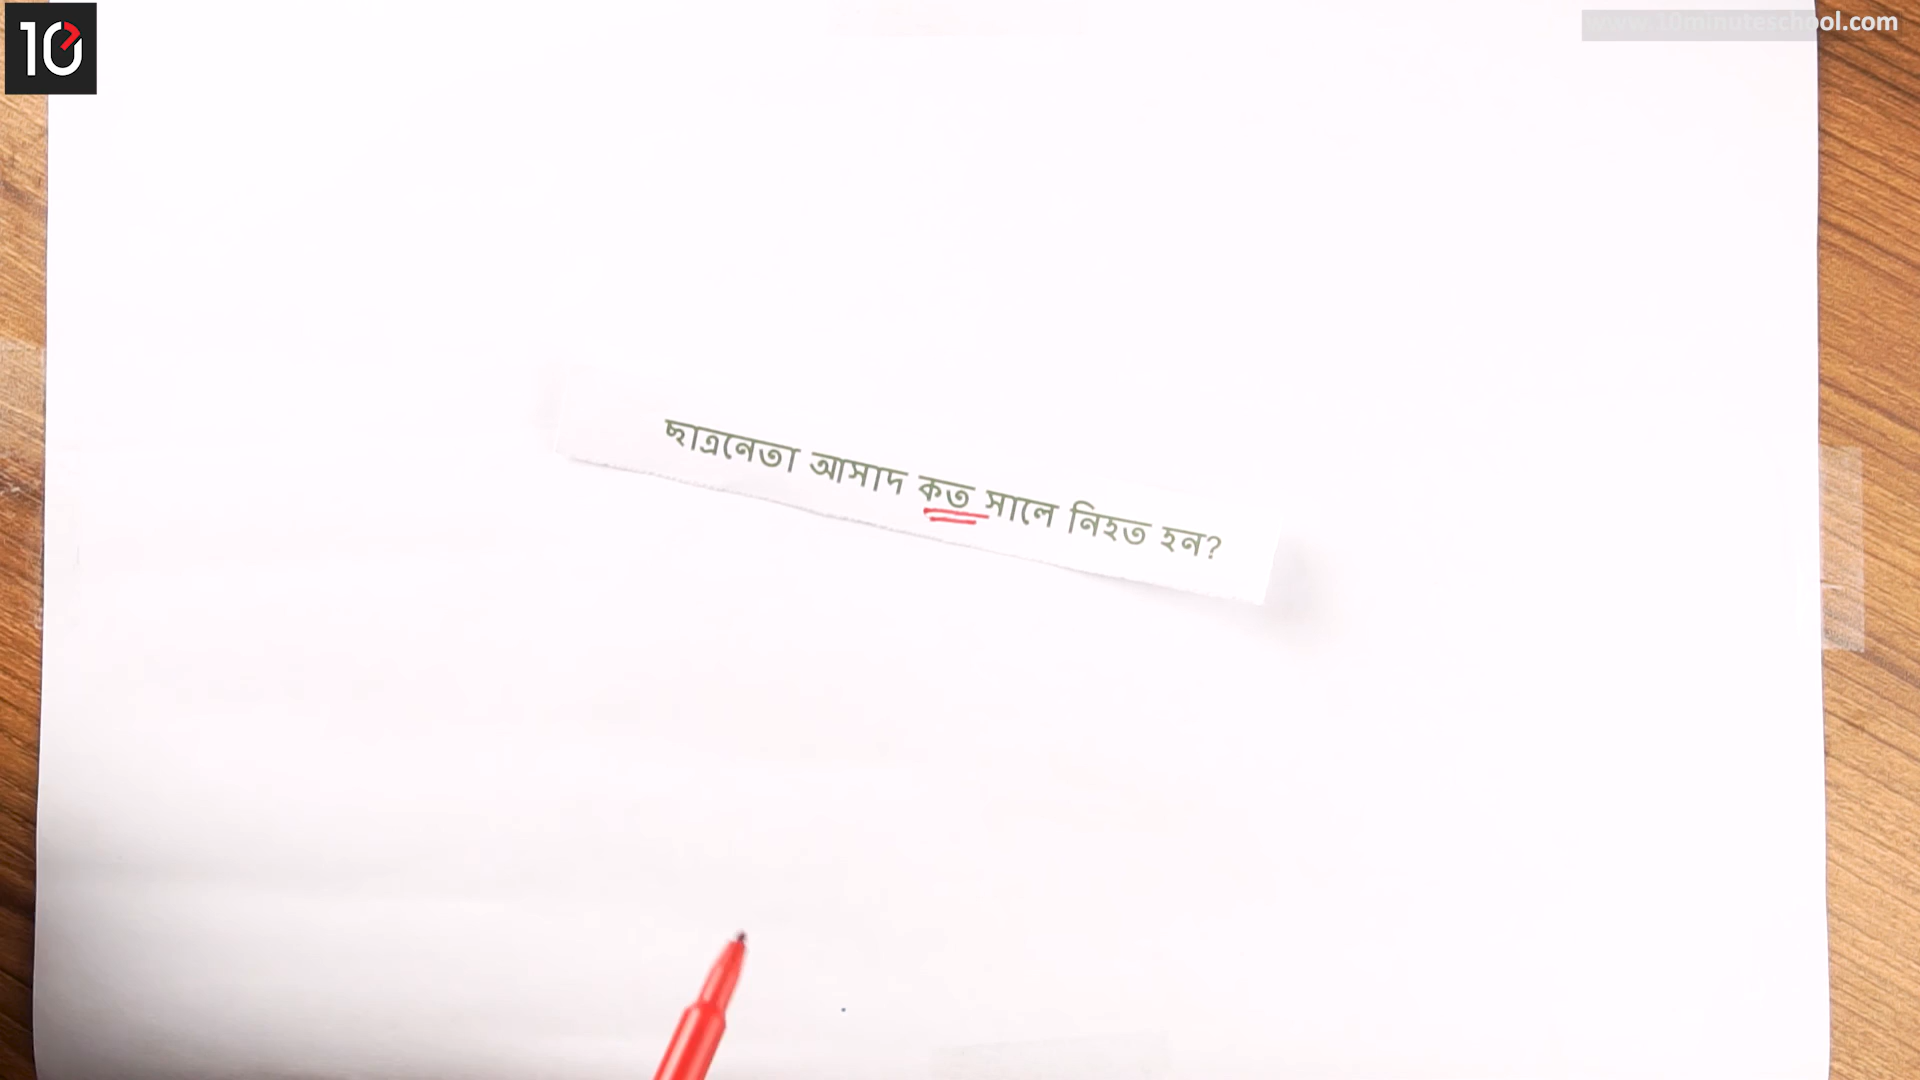 10
www.10minuteschool.com
ছাত্রনেতা আসাদ কত সালে নিহত হন?